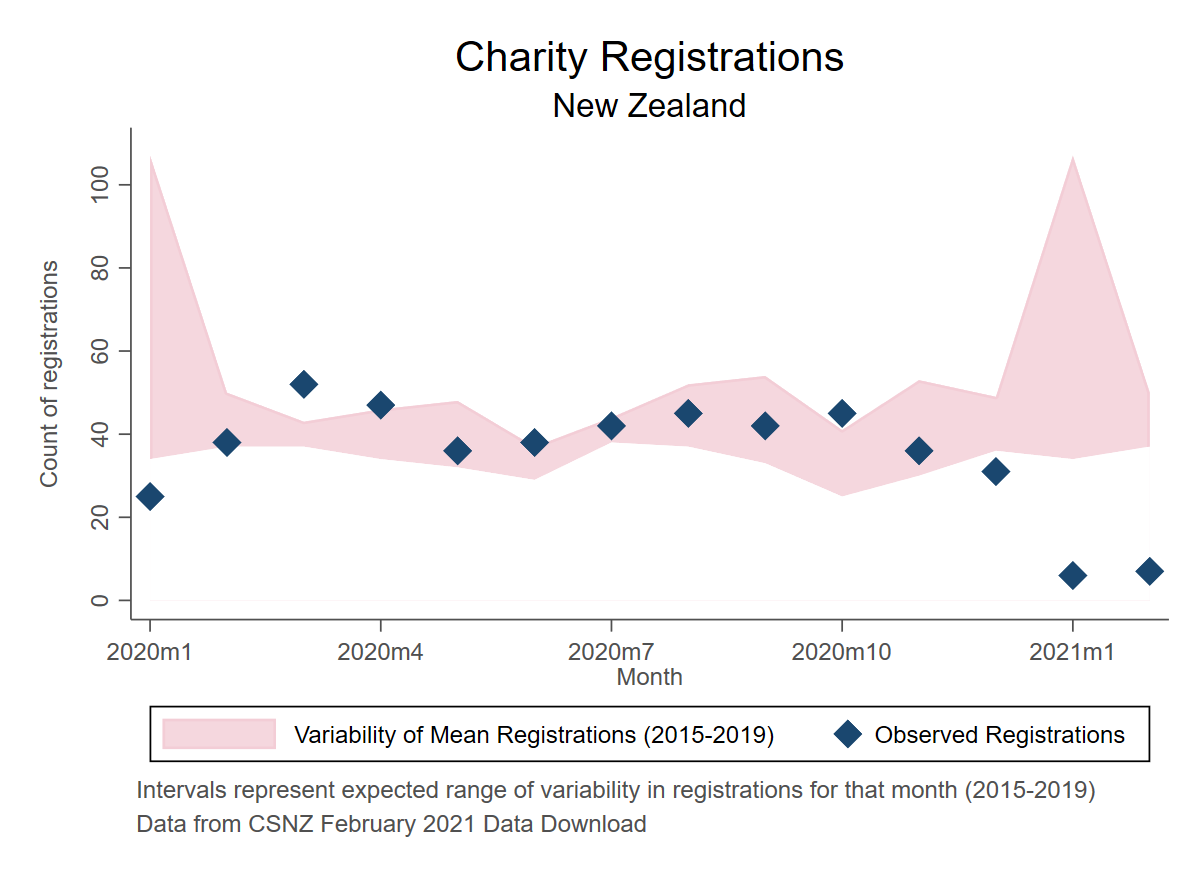 Charity Registrations
New Zealand
Count of registrations
100
80
60
40
20
0
2020m1 2020m4 2020m7 2020m10 2021m1
Month
Variability of Mean Registrations (2015-2019) Observed Registrations
Intervals represent expected range of variability in registrations for that month (2015-2019)
Data from CSNZ February 2021 Data Download